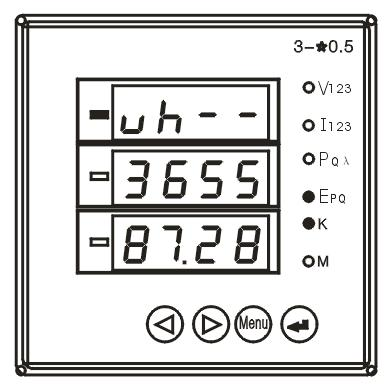 3-✱0.5
uh--
V123
I123
3655
PQλ
EPQ
87.28
K
M
Menu